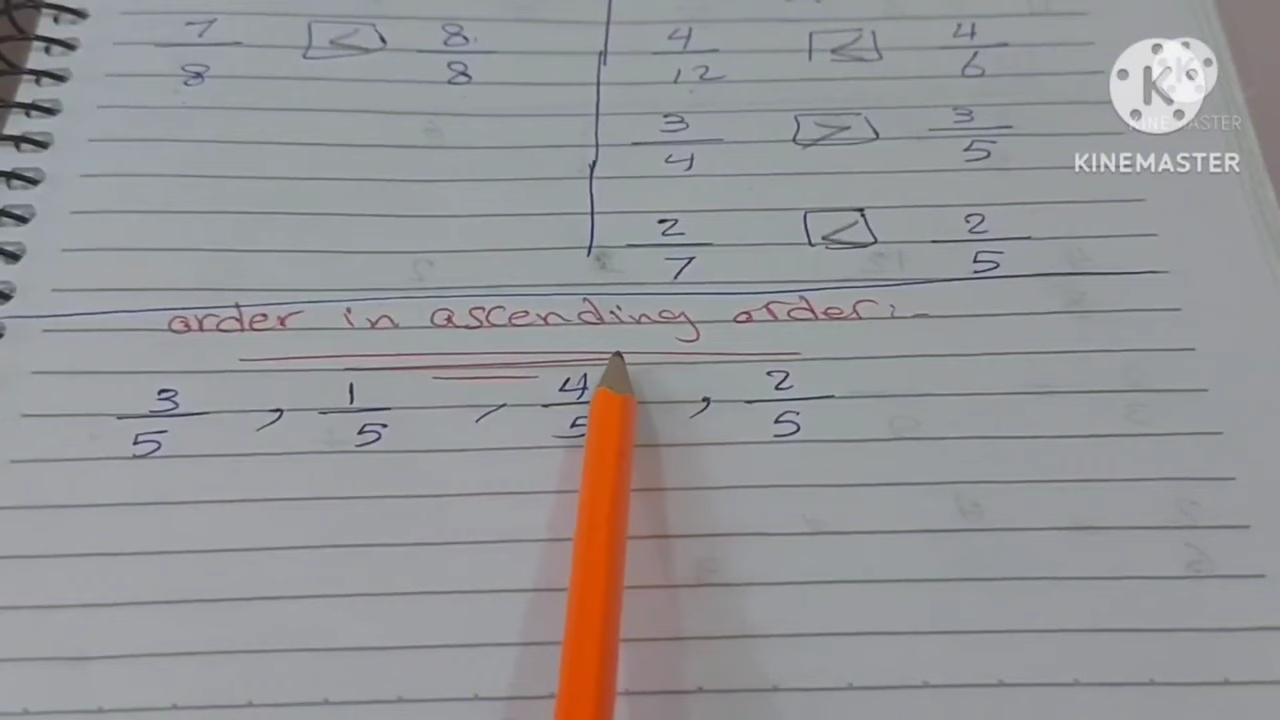 7/8 < 8/8
4/12 < 4/6
3/4 > 3/5
2/7 < 2/5
order in ascending order:-
3/5 , 1/5 , 4/5 , 2/5
KINEMASTER
KINEMASTER